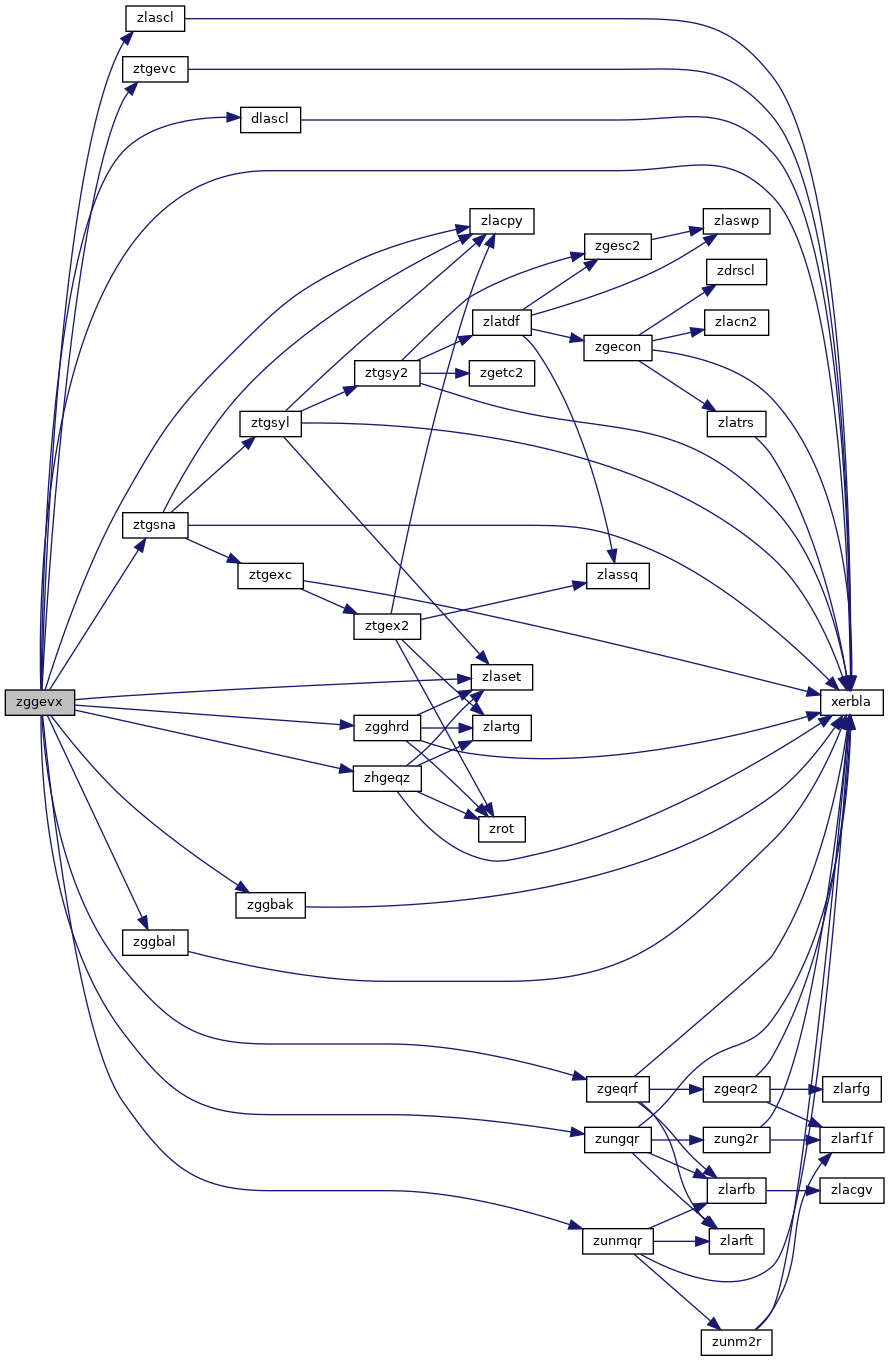 zlascl
ztgevc
dlascl
zlacpy
zlaswp
zgesc2
zdrscl
zlatdf
zlacn2
zgecon
ztgsy2
zgetc2
ztgsyl
zlatrs
ztgsna
ztgexc
zlassq
ztgex2
zlaset
zggevx
xerbla
zgghrd
zlartg
zhgeqz
zrot
zggbak
zggbal
zgeqrf
zgeqr2
zlarfg
zungqr
zung2r
zlarf1f
zlarfb
zlacgv
zunmqr
zlarft
zunm2r